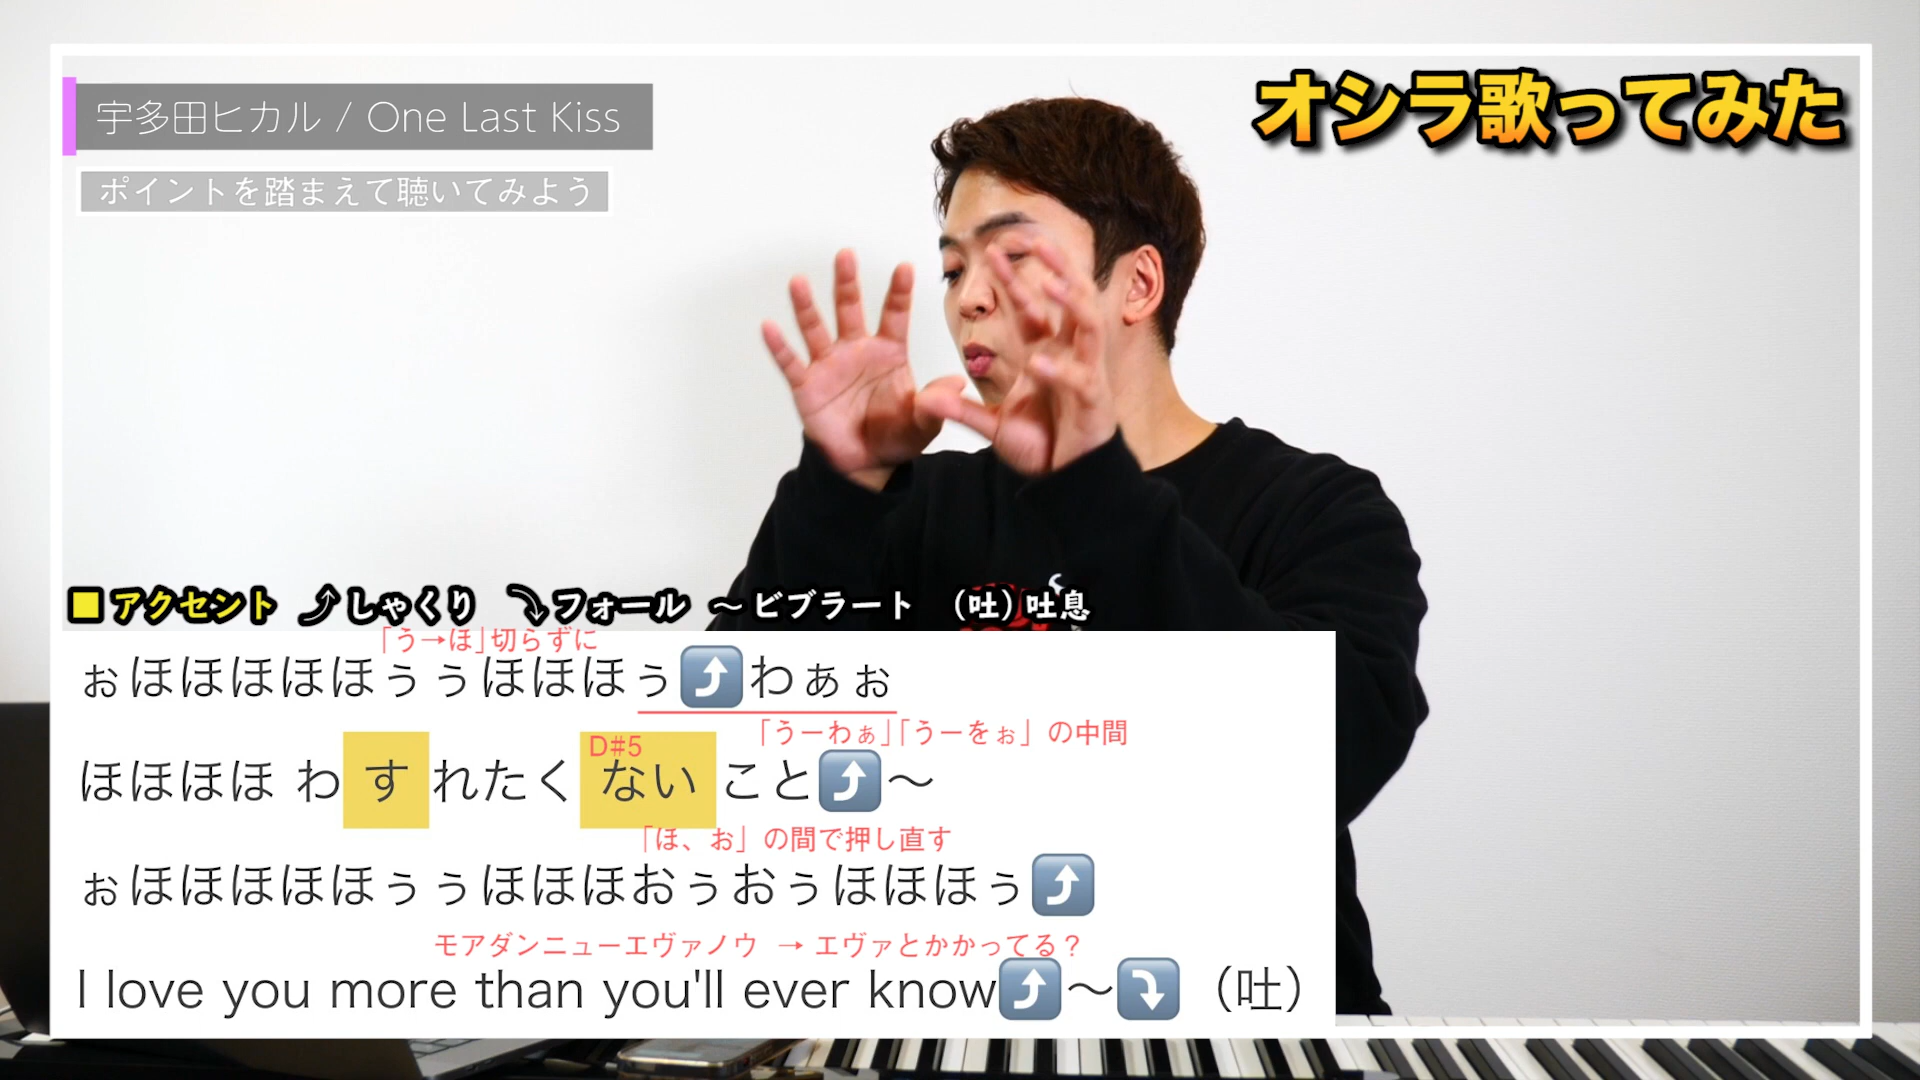 宇多田ヒカル / One Last Kiss
オシラ歌ってみた
ポイントを踏まえて聴いてみよう
■アクセント ⤴しゃくり ⤵フォール ～ビブラート （吐）吐息
「う→ほ」切らずに
ぉほほほほほぅぅほほほぅ⤴わぁぉ
「うーわぁ」「うーをぉ」の中間
D#5
ほほほほ わすれたくないこと⤴～
「ほ、お」の間で押し直す
ぉほほほほほぅぅほほほおぅおぅほほほぅ⤴
モアダンニューエヴァノウ → エヴァとかかってる？
I love you more than you'll ever know⤴～⤵（吐）